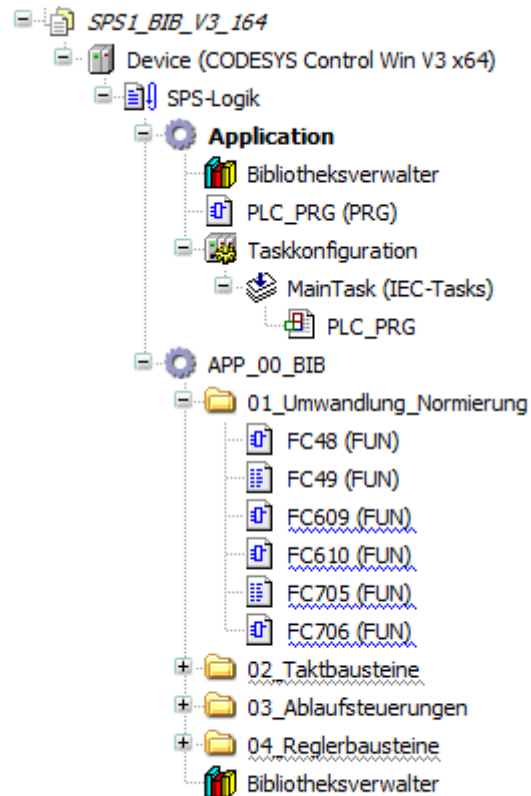 SPS1_BIB_V3_164
Device (CODESYS Control Win V3 x64)
SPS-Logik
Application
Bibliotheksverwalter
PLC_PRG (PRG)
Taskkonfiguration
MainTask (IEC-Tasks)
PLC_PRG
APP_00_BIB
01_Umwandlung_Normierung
FC48 (FUN)
FC49 (FUN)
FC609 (FUN)
FC610 (FUN)
FC705 (FUN)
FC706 (FUN)
02_Taktbausteine
03_Ablaufsteuerungen
04_Reglerbausteine
Bibliotheksverwalter